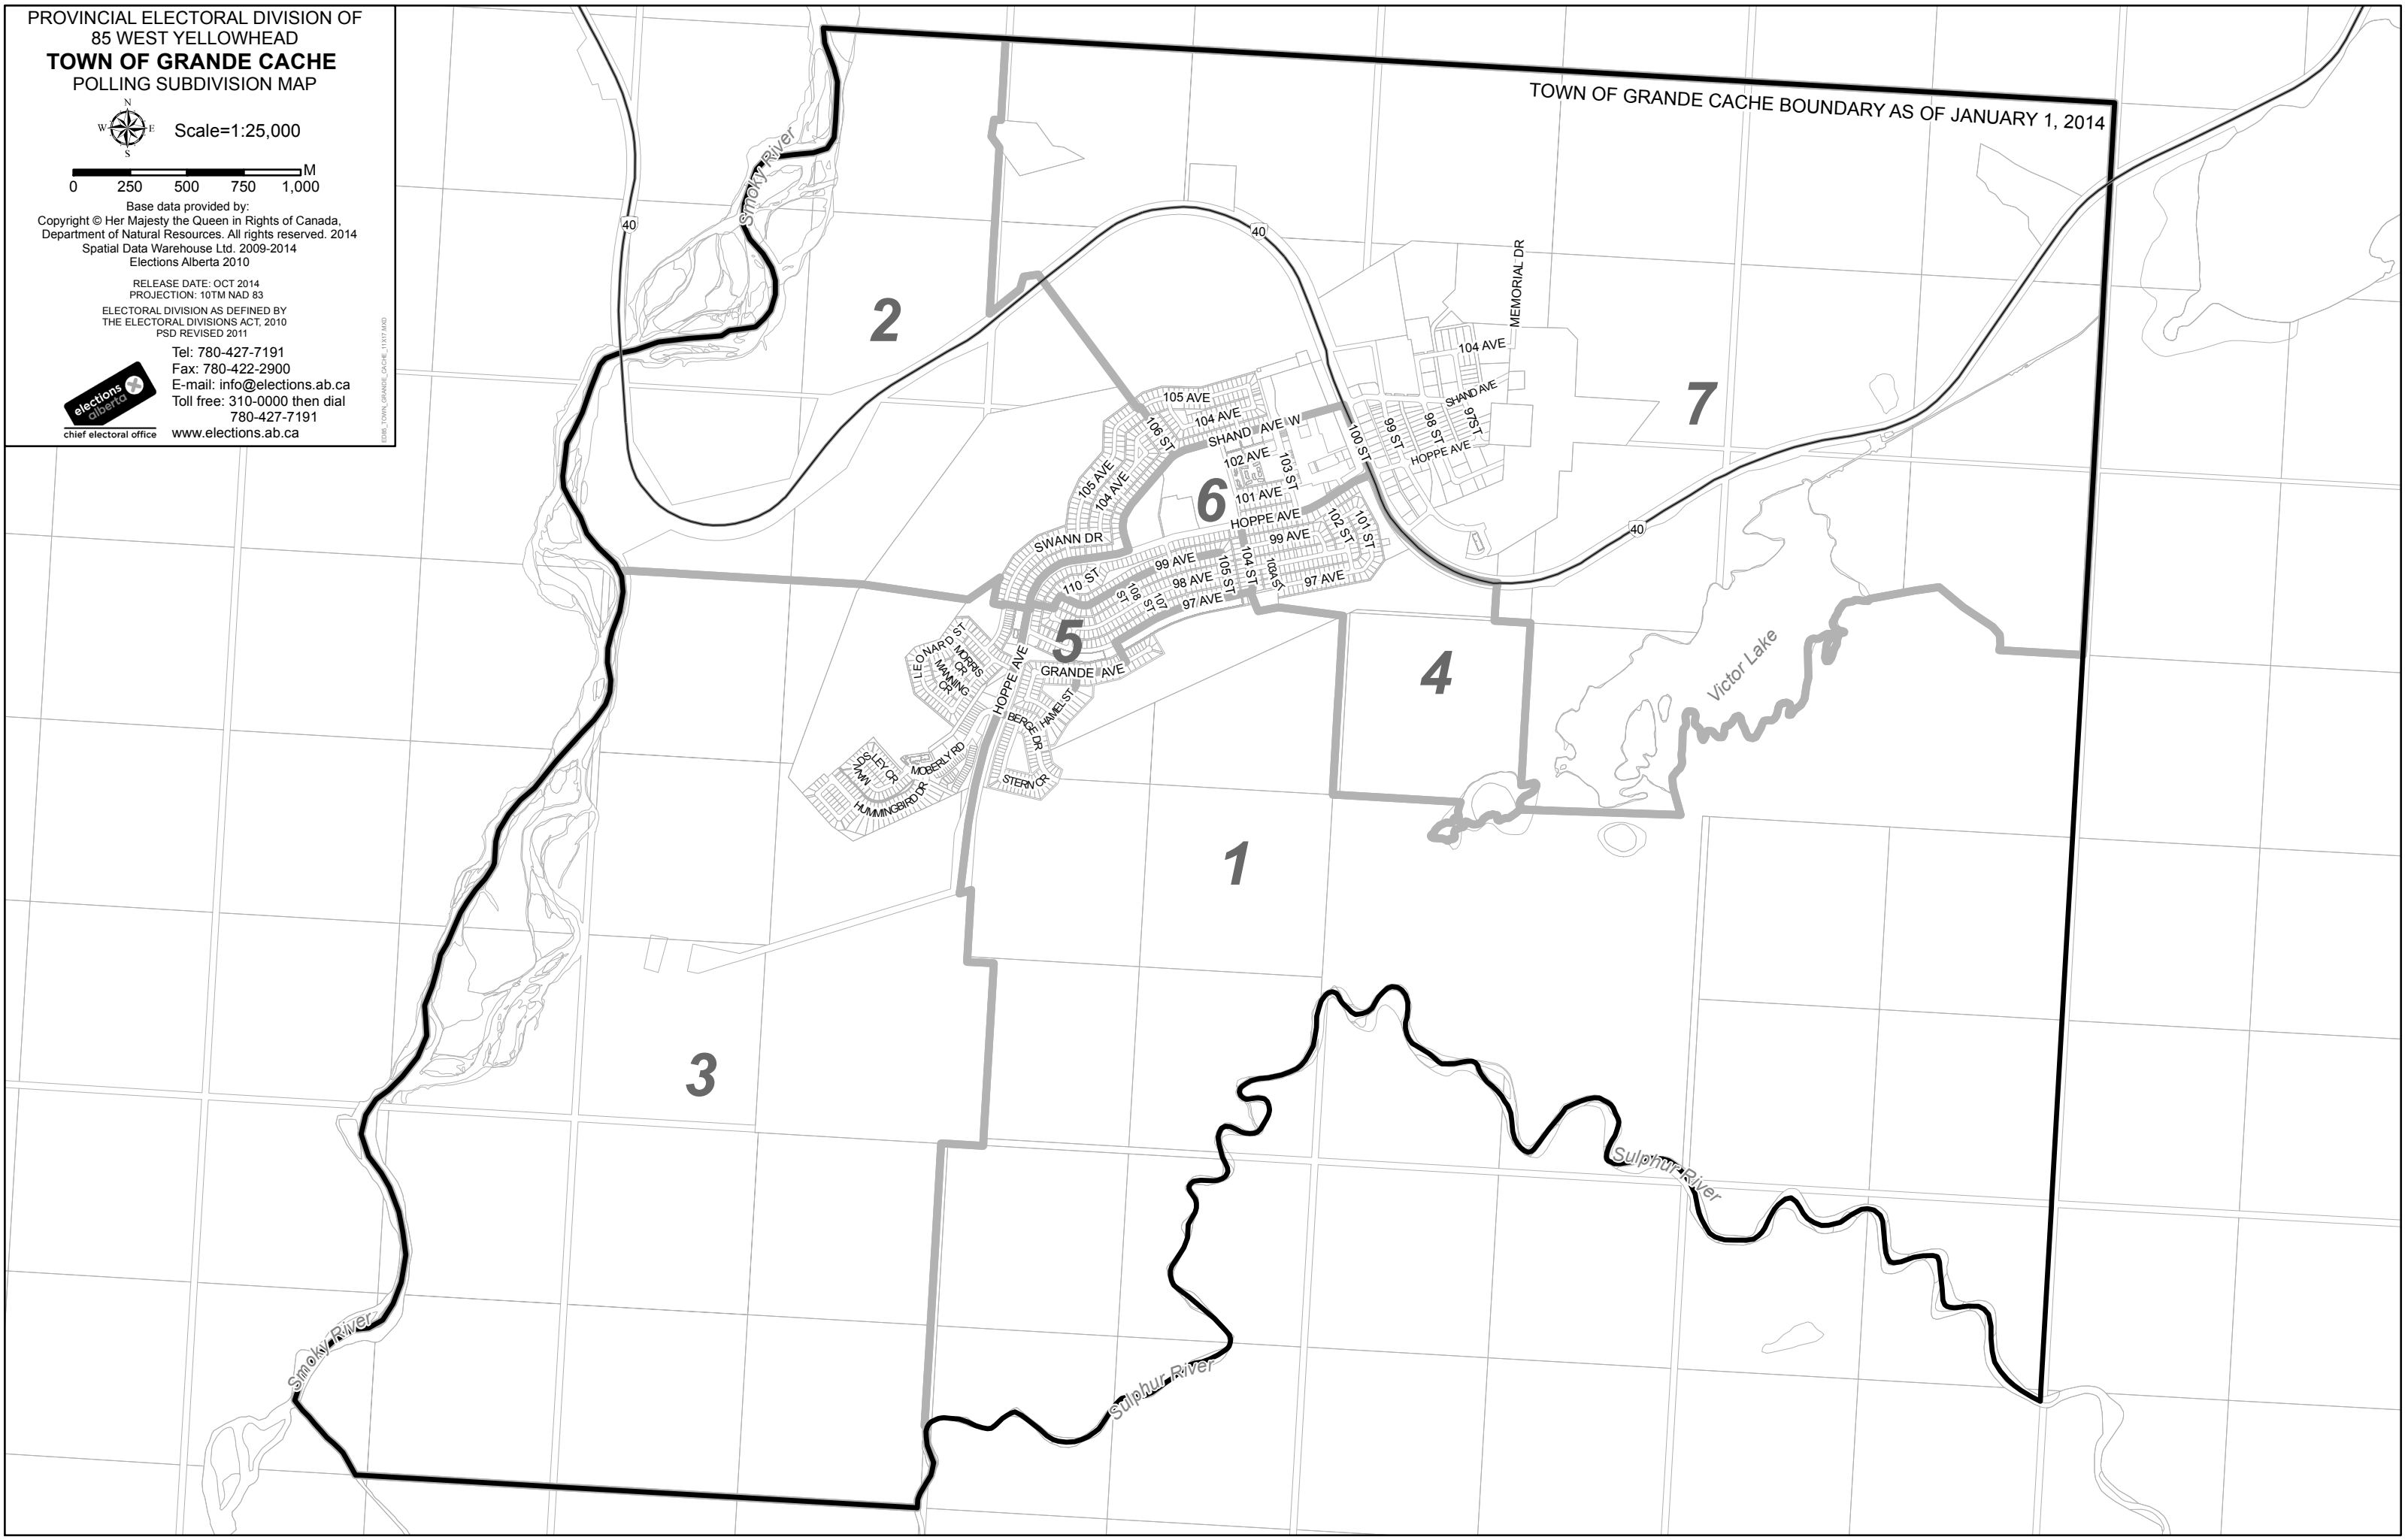 PROVINCIAL ELECTORAL DIVISION OF
85 WEST YELLOWHEAD
TOWN OF GRANDE CACHE
POLLING SUBDIVISION MAP
N
W E
S
Scale=1:25,000
M
0 250 500 750 1,000
Base data provided by:
Copyright © Her Majesty the Queen in Rights of Canada,
Department of Natural Resources. All rights reserved. 2014
Spatial Data Warehouse Ltd. 2009-2014
Elections Alberta 2010
RELEASE DATE: OCT 2014
PROJECTION: 10TM NAD 83
ELECTORAL DIVISION AS DEFINED BY
THE ELECTORAL DIVISIONS ACT, 2010
PSD REVISED 2011
elections
alberta
chief electoral office
Tel: 780-427-7191
Fax: 780-422-2900
E-mail: info@elections.ab.ca
Toll free: 310-0000 then dial
780-427-7191
www.elections.ab.ca
ED85_TOWN_GRANDE_CACHE_11X17.MXD
TOWN OF GRANDE CACHE BOUNDARY AS OF JANUARY 1, 2014
Smoky River
40
40
2
MEMORIAL DR
104 AVE
SHAND AVE
97 ST
98 ST
99 ST
HOPPE AVE
100 ST
7
105 AVE
104 AVE
SHAND AVE W
106 ST
102 AVE
103 ST
105 AVE
104 AVE
6
101 AVE
HOPPE AVE
102 ST
101 ST
40
SWANN DR
99 AVE
99 AVE
110 ST
98 AVE
105 ST
104 ST
103A ST
97 AVE
108 ST
107 ST
97 AVE
5
LEONARD ST
MORRIS CR
MANNING CR
HOPPE AVE
GRANDE AVE
HAMEL ST
BERGE DR
4
Victor Lake
MOBERLY RD
WANDSLEY CR
HUMMINGBIRD DR
STERN CR
1
3
Sulphur River
Smoky River
Sulphur River